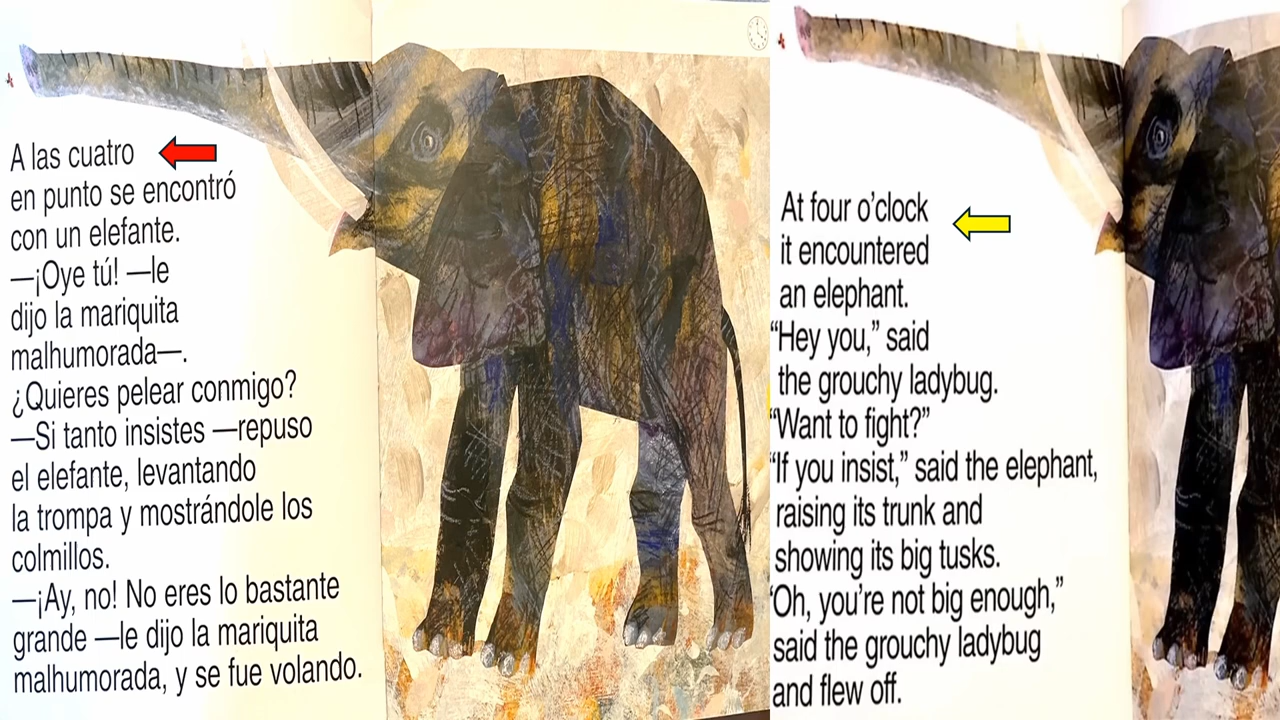 A las cuatro
en punto se encontró
con un elefante.
—¡Oye tú! —le
dijo la mariquita
malhumorada—.
¿Quieres pelear conmigo?
—Si tanto insistes —repuso
el elefante, levantando
la trompa y mostrándole los
colmillos.
—¡Ay, no! No eres lo bastante
grande —le dijo la mariquita
malhumorada, y se fue volando.
At four o’clock
it encountered
an elephant.
“Hey you,” said
the grouchy ladybug.
“Want to fight?”
“If you insist,” said the elephant,
raising its trunk and
showing its big tusks.
“Oh, you’re not big enough,”
said the grouchy ladybug
and flew off.